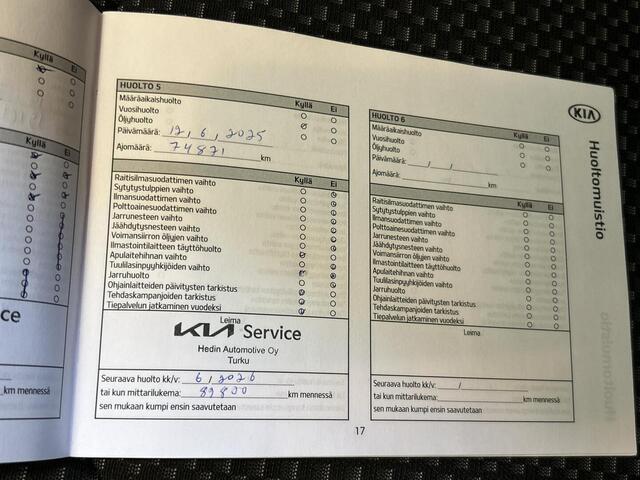 Kyllä Ei
Kyllä Ei
ce
km mennessä
HUOLTO 5
Kyllä Ei
Määräaikaishuolto
Vuosihuolto
Öljyhuolto
Päivämäärä: 12, 6, 2025
Ajomäärä: 74871 km
Kyllä Ei
Raitisilmasuodattimen vaihto
Sytytystulppien vaihto
Ilmansuodattimen vaihto
Polttoainesuodattimen vaihto
Jarrunesteen vaihto
Jäähdytysnesteen vaihto
Voimansiirron öljyjen vaihto
Ilmastointilaitteen täyttöhuolto
Apulaitehihnan vaihto
Tuulilasinpyyhkijöiden vaihto
Jarruhuolto
Ohjainlaitteiden päivitysten tarkistus
Tehdaskampanjoiden tarkistus
Tiepalvelun jatkaminen vuodeksi
Leima
KIA Service
Hedin Automotive Oy
Turku
Seuraava huolto kk/v: 6, 2026
tai kun mittarilukema: 89800 km mennessä
sen mukaan kumpi ensin saavutetaan
HUOLTO 6
Kyllä Ei
Määräaikaishuolto
Vuosihuolto
Öljyhuolto
Päivämäärä: / /
Ajomäärä: km
Kyllä Ei
Raitisilmasuodattimen vaihto
Sytytystulppien vaihto
Ilmansuodattimen vaihto
Polttoainesuodattimen vaihto
Jarrunesteen vaihto
Jäähdytysnesteen vaihto
Voimansiirron öljyjen vaihto
Ilmastointilaitteen täyttöhuolto
Apulaitehihnan vaihto
Tuulilasinpyyhkijöiden vaihto
Jarruhuolto
Ohjainlaitteiden päivitysten tarkistus
Tehdaskampanjoiden tarkistus
Tiepalvelun jatkaminen vuodeksi
Leima
Seuraava huolto kk/v: /
tai kun mittarilukema: km mennessä
sen mukaan kumpi ensin saavutetaan
KIA
Huoltomuistio
17